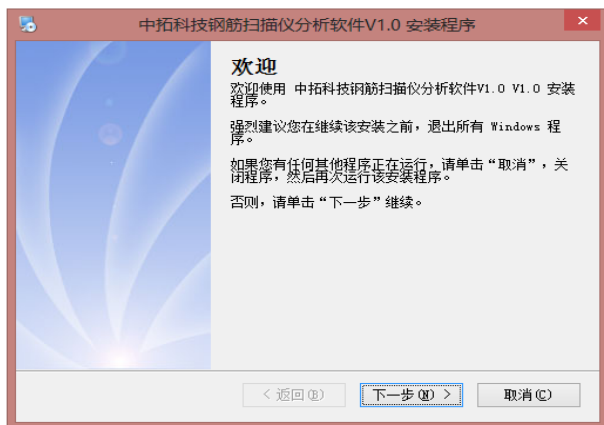 中拓科技钢筋扫描仪分析软件V1.0 安装程序
欢迎
欢迎使用 中拓科技钢筋扫描仪分析软件V1.0 V1.0 安装
程序。
强烈建议您在继续该安装之前，退出所有 Windows 程
序。
如果您有任何其他程序正在运行，请单击“取消”，关
闭程序，然后再次运行该安装程序。
否则，请单击“下一步”继续。
< 返回(B) 下一步(N) > 取消(C)